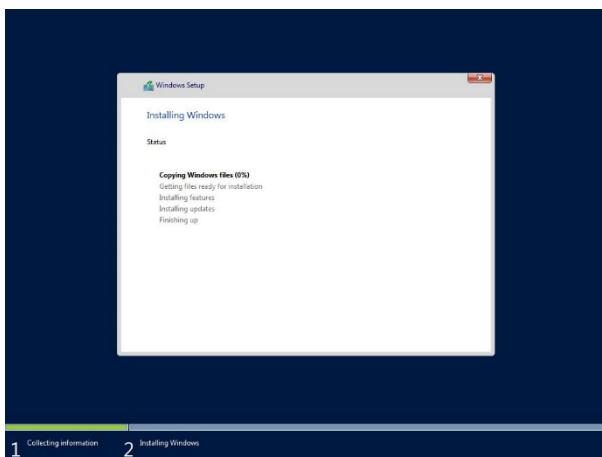 Windows Setup
Installing Windows
Status
Copying Windows files (0%)
Getting files ready for installation
Installing features
Installing updates
Finishing up
1 Collecting information
2 Installing Windows